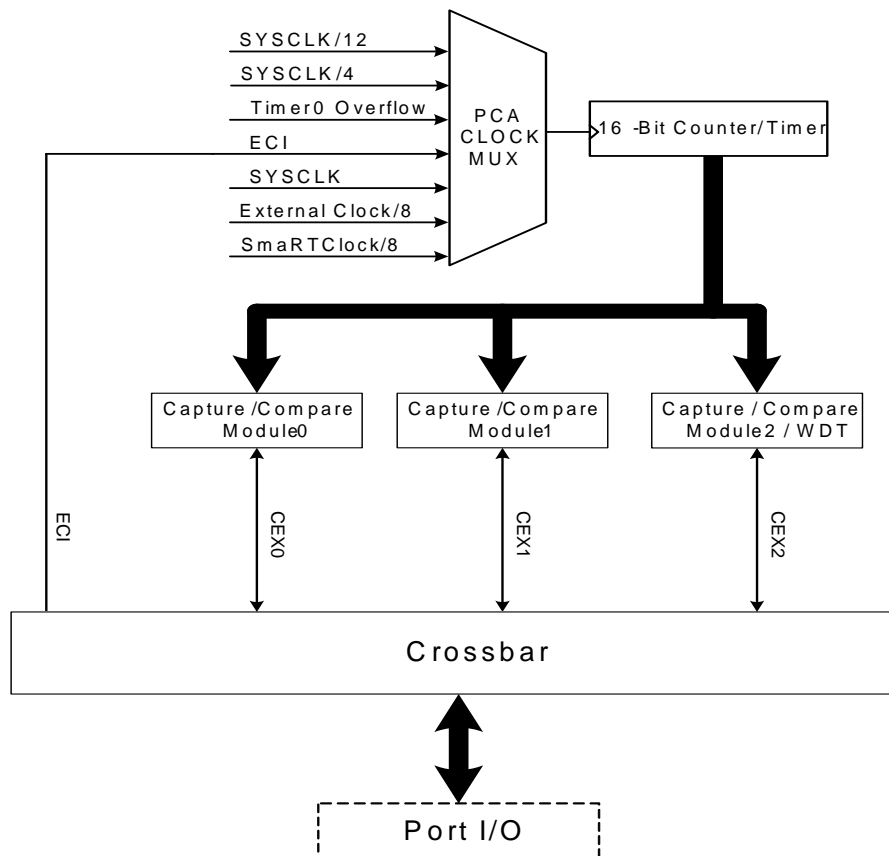 SYSCLK/12
SYSCLK/4
Timer0 Overflow
ECI
SYSCLK
External Clock/8
SmaRTClock/8
PCA
CLOCK
MUX
16 -Bit Counter/Timer
Capture /Compare
Module0
Capture /Compare
Module1
Capture / Compare
Module2 / WDT
ECI
CEX0
CEX1
CEX2
Crossbar
Port I/O